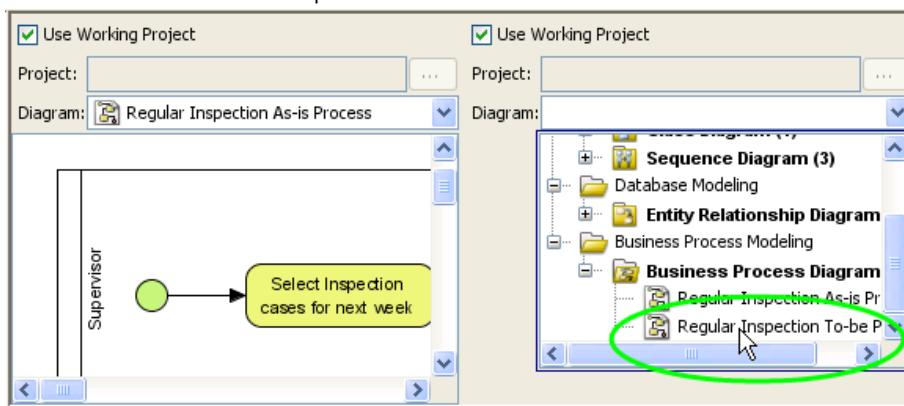 Use Working Project
Project:
...
Diagram: Regular Inspection As-is Process
Supervisor
Select Inspection
cases for next week
Use Working Project
Project:
...
Diagram:
Sequence Diagram (3)
Database Modeling
Entity Relationship Diagram
Business Process Modeling
Business Process Diagram
Regular Inspection As-is Pr
Regular Inspection To-be P